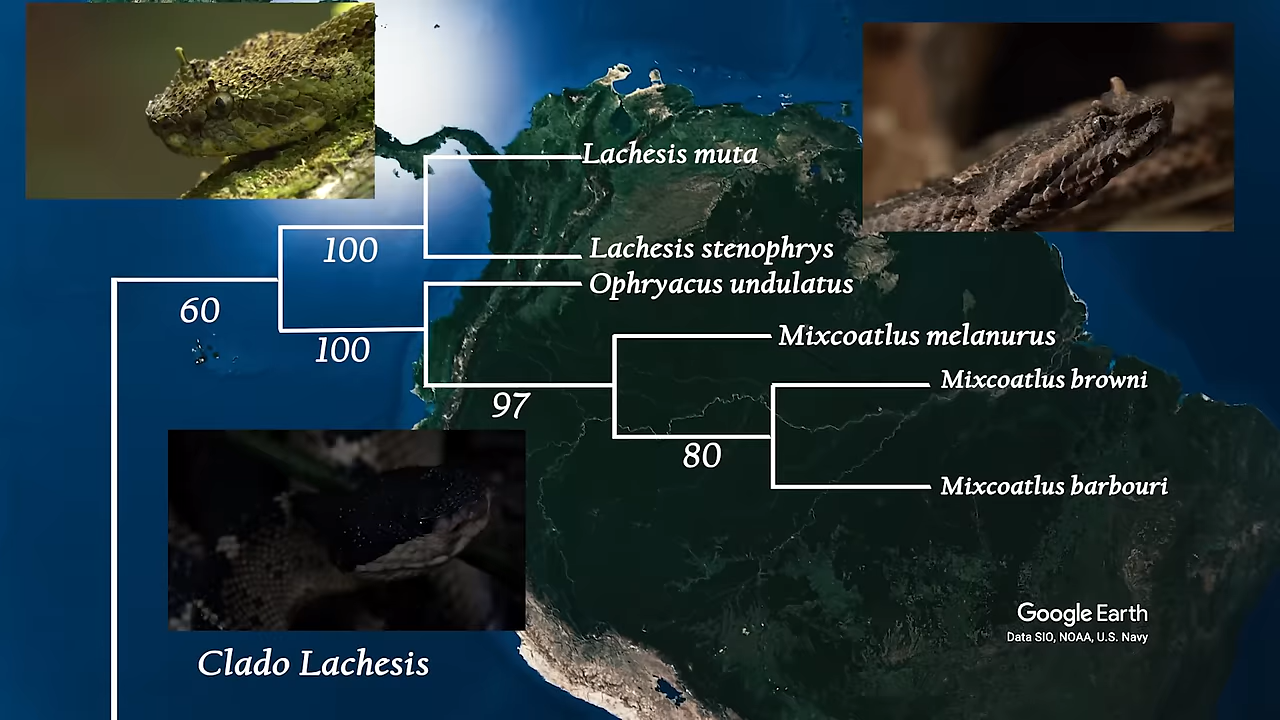 Lachesis muta
100
Lachesis stenophrys
Ophryacus undulatus
60
Mixcoatlus melanurus
100
Mixcoatlus browni
97
80
Mixcoatlus barbouri
Google Earth
Data SIO, NOAA, U.S. Navy
Clado Lachesis